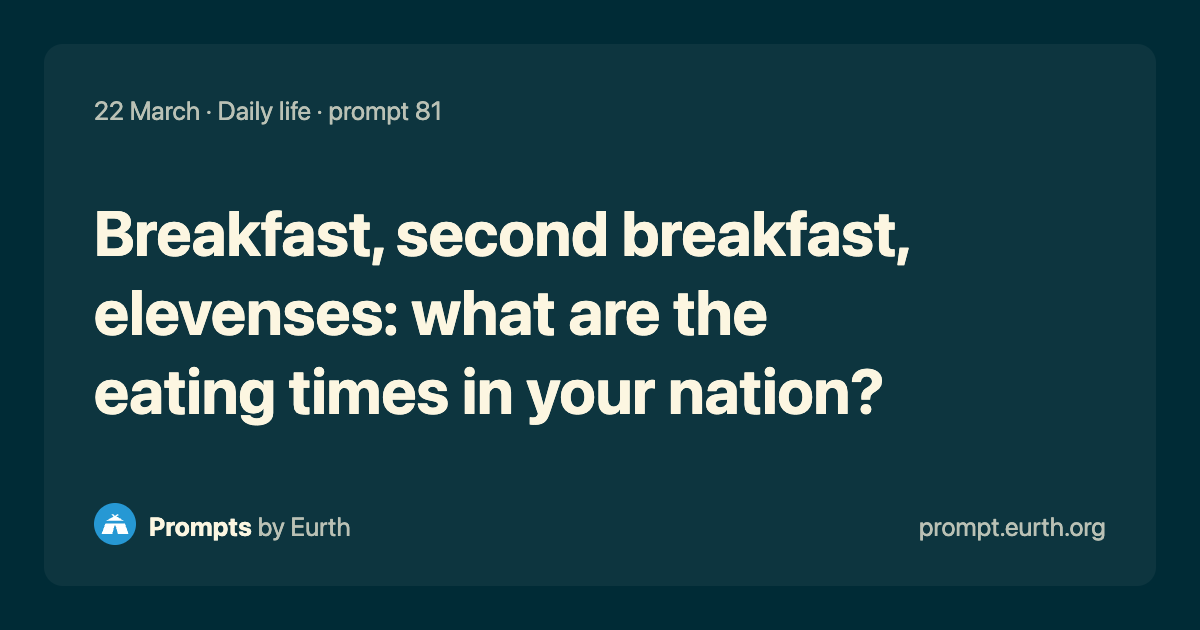 22 March · Daily life · prompt 81
Breakfast, second breakfast,
elevenses: what are the
eating times in your nation?
Prompts by Eurth
prompt.eurth.org